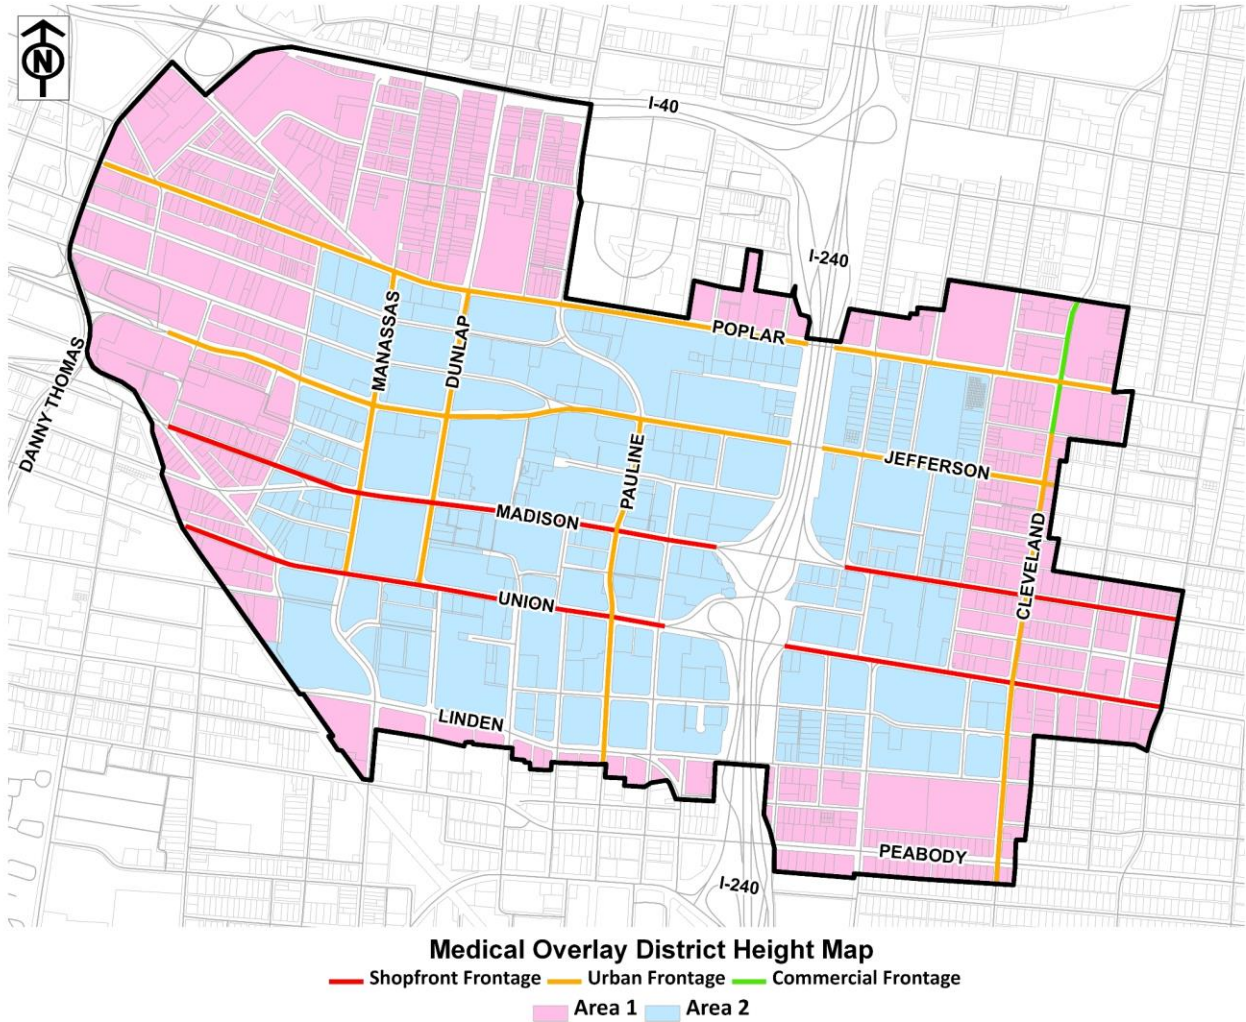 N
I-40
I-240
POPLAR
MANASSAS
DUNLAP
DANNY THOMAS
PAULINE
JEFFERSON
MADISON
CLEVELAND
UNION
LINDEN
PEABODY
I-240
Medical Overlay District Height Map
Shopfront Frontage Urban Frontage Commercial Frontage
Area 1 Area 2